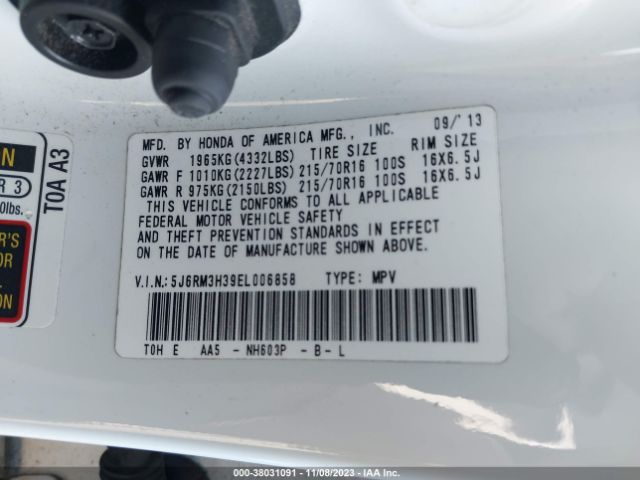 MFD. BY HONDA OF AMERICA MFG., INC. 09/'13
GVWR 1965KG(4332LBS) TIRE SIZE RIM SIZE
GAWR F 1010KG(2227LBS) 215/70R16 100S 16X6.5J
GAWR R 975KG(2150LBS) 215/70R16 100S 16X6.5J
THIS VEHICLE CONFORMS TO ALL APPLICABLE
FEDERAL MOTOR VEHICLE SAFETY
AND THEFT PREVENTION STANDARDS IN EFFECT
ON THE DATE OF MANUFACTURE SHOWN ABOVE.
V.I.N.:5J6RM3H39EL006858 TYPE: MPV
T0H E AA5 - NH603P - B - L
T0A A3
R 3
0lbs.
000-38031091 - 11/08/2023 - IAA Inc.